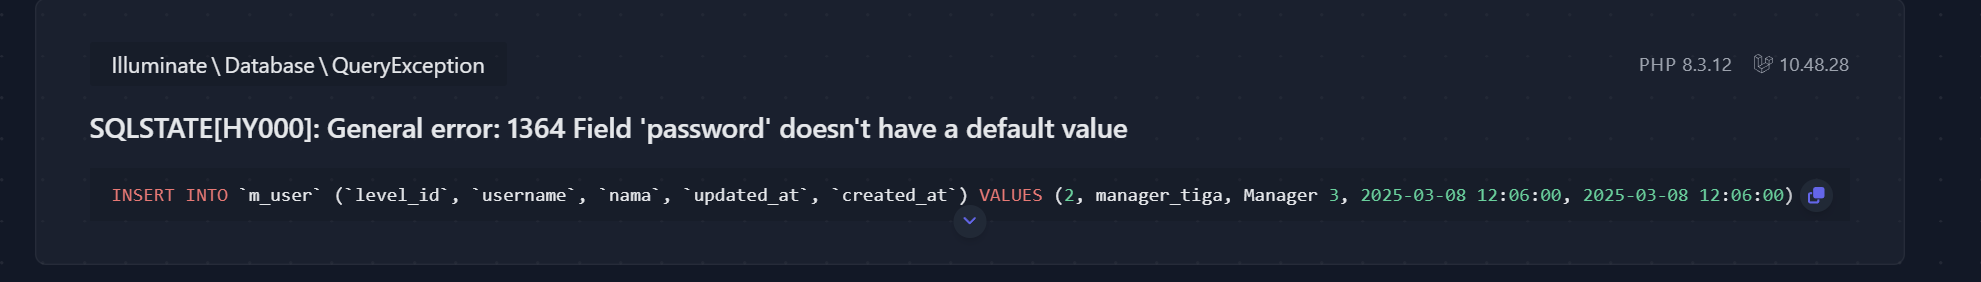 Illuminate\Database\QueryException
PHP 8.3.12 10.48.28
SQLSTATE[HY000]: General error: 1364 Field 'password' doesn't have a default value
INSERT INTO `m_user` (`level_id`, `username`, `nama`, `updated_at`, `created_at`) VALUES (2, manager_tiga, Manager 3, 2025-03-08 12:06:00, 2025-03-08 12:06:00)